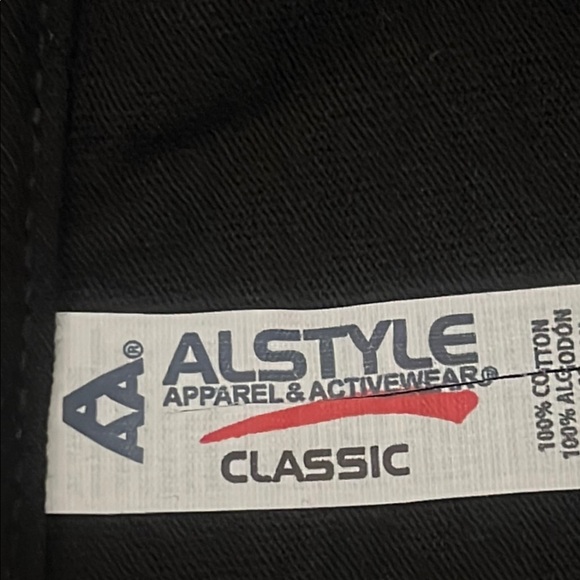 AA®
ALSTYLE
APPAREL & ACTIVEWEAR®
CLASSIC
100% COTTON
100% ALGODÓN